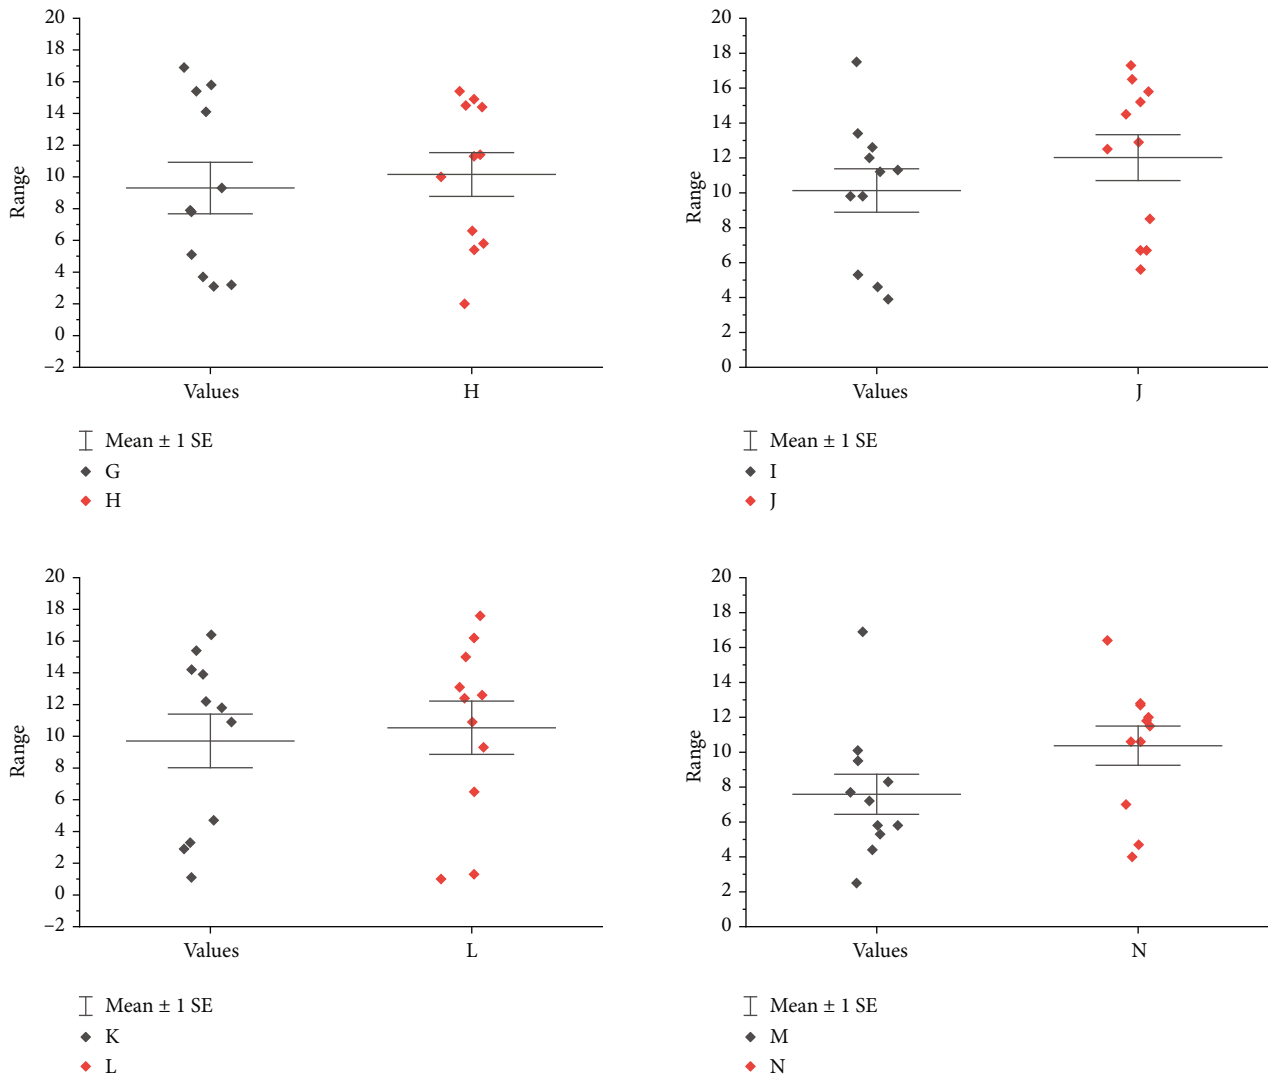 20
18
16
14
12
10
8
6
4
2
0
−2
Range
Values H
Mean ± 1 SE
G
H
20
18
16
14
12
10
8
6
4
2
0
Range
Values J
Mean ± 1 SE
I
J
20
18
16
14
12
10
8
6
4
2
0
−2
Range
Values L
Mean ± 1 SE
K
L
20
18
16
14
12
10
8
6
4
2
0
Range
Values N
Mean ± 1 SE
M
N